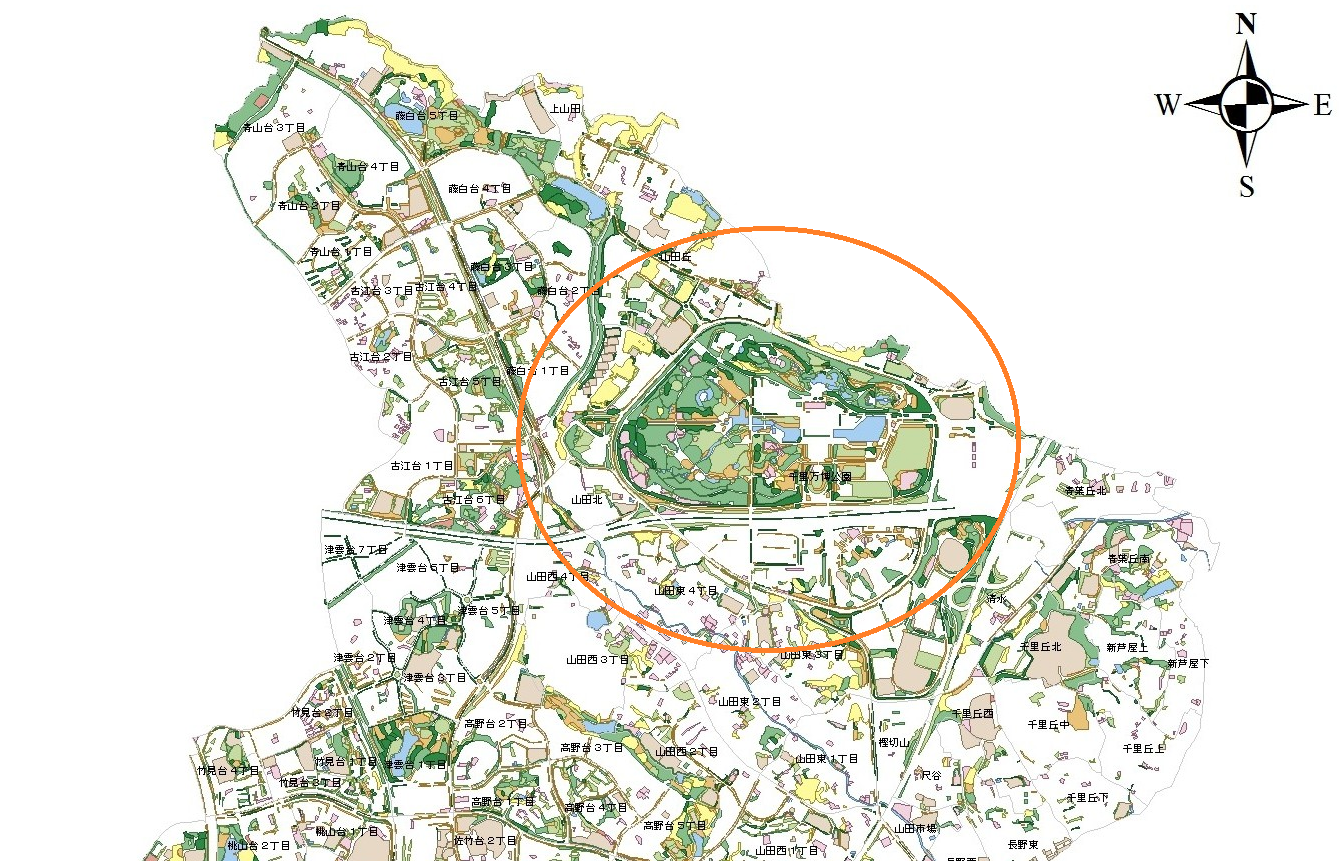 N
W
E
S
上山田
藤白台5丁目
青山台3丁目
青山台4丁目
藤白台4丁目
青山台2丁目
青山台1丁目
山田丘
藤白台3丁目
古江台3丁目
古江台4丁目
藤白台2丁目
古江台2丁目
藤白台1丁目
古江台5丁目
古江台1丁目
千里万博公園
青葉丘北
古江台6丁目
山田北
津雲台7丁目
青葉丘南
津雲台6丁目
山田西4丁目
山田東4丁目
清水
津雲台5丁目
津雲台4丁目
千里丘北
新芦屋上
津雲台2丁目
山田西3丁目
山田東3丁目
新芦屋下
津雲台3丁目
山田東2丁目
竹見台2丁目
千里丘西
高野台2丁目
千里丘中
樫切山
高野台3丁目
山田西2丁目
千里丘上
竹見台1丁目
津雲台1丁目
山田東1丁目
竹見台4丁目
尺谷
竹見台3丁目
高野台1丁目
高野台4丁目
千里丘下
高野台5丁目
山田市場
桃山台1丁目
佐竹台2丁目
桃山台2丁目
長野東
山田西1丁目
長野西